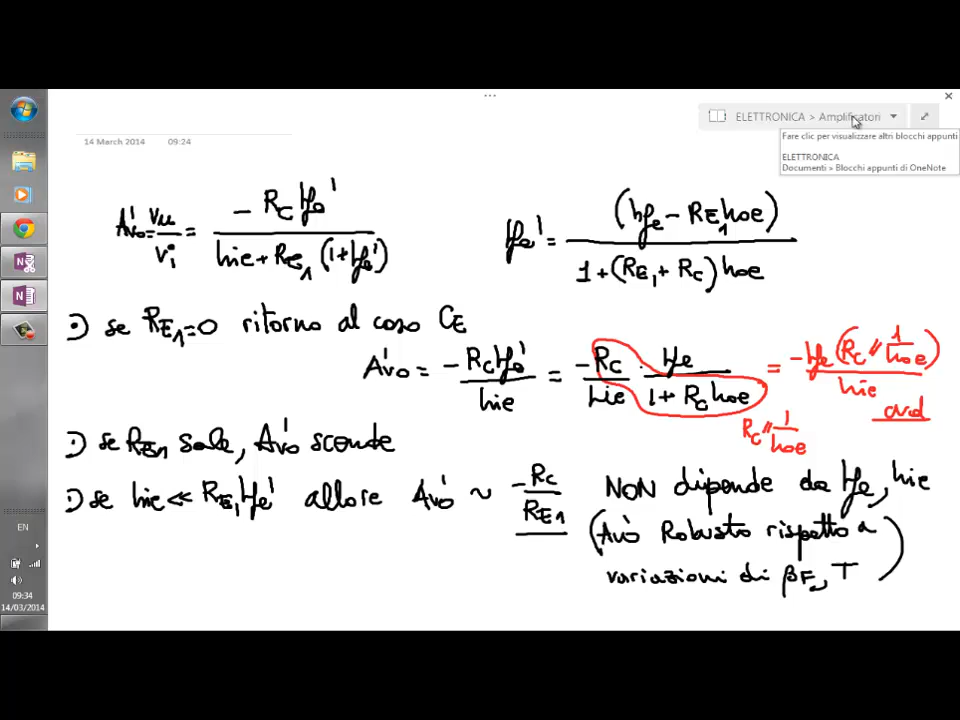 ELETTRONICA > Amplificatori
Fare clic per visualizzare altri blocchi appunti
ELETTRONICA
Documenti > Blocchi appunti di OneNote
14 March 2014 09:24
A'vo = vu/vi = - RC hfe' / (hie + RE1 (1+hfe'))
hfe' = (hfe - RE1 hoe) / (1+(RE1 + RC) hoe)
·) se RE1=0 ritorno al caso CE
A'vo = - RC hfe' / hie = - RC / hie · hfe / (1+ RC hoe) = -hfe (RC // 1/hoe) / hie
RC // 1/hoe
·) se RE1 sale, A'vo scende
·) se hie << RE1 hfe' allora A'vo ~ -RC / RE1 NON dipende da hfe, hie
(A'vo Robusto rispetto a
variazioni di βF, T)
EN
09:34
14/03/2014